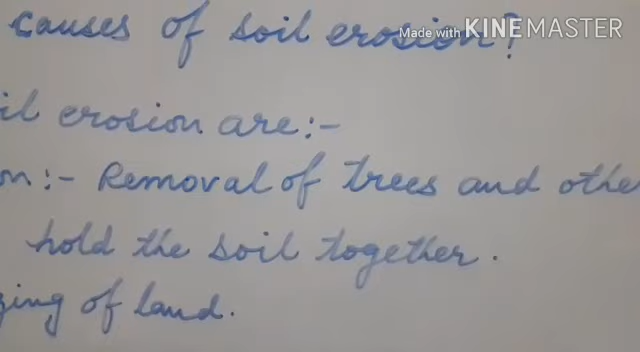 causes of soil erosion?
Made with KINEMASTER
il erosion are:-
on:- Removal of trees and othe
hold the soil together.
zing of land.